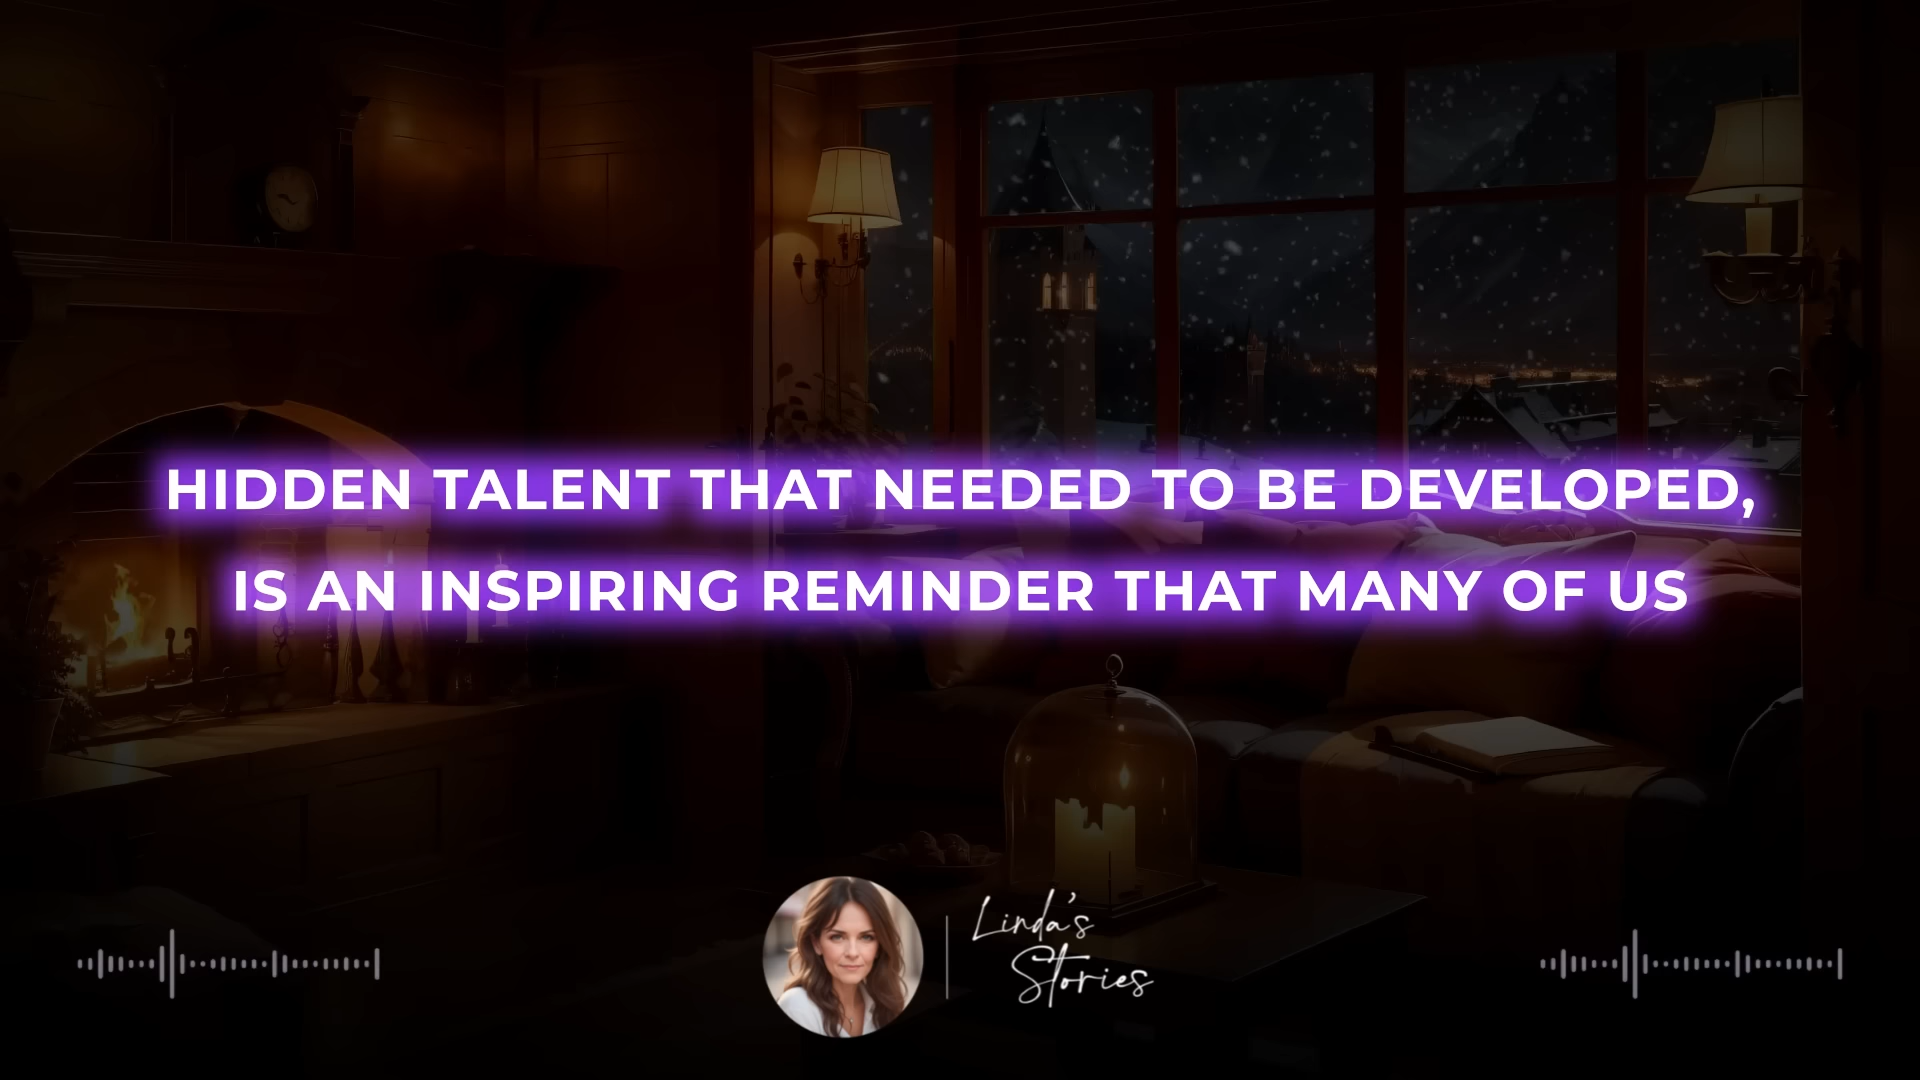 HIDDEN TALENT THAT NEEDED TO BE DEVELOPED,
IS AN INSPIRING REMINDER THAT MANY OF US
Linda's
Stories